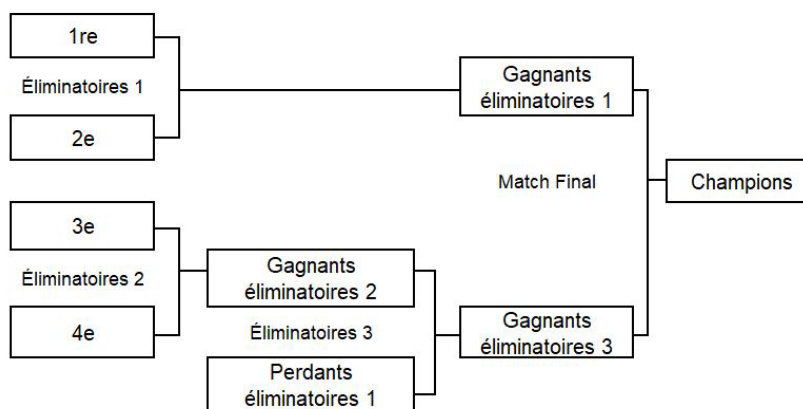 1re
Éliminatoires 1
2e
Gagnants
éliminatoires 1
Match Final
Champions
3e
Éliminatoires 2
4e
Gagnants
éliminatoires 2
Éliminatoires 3
Perdants
éliminatoires 1
Gagnants
éliminatoires 3